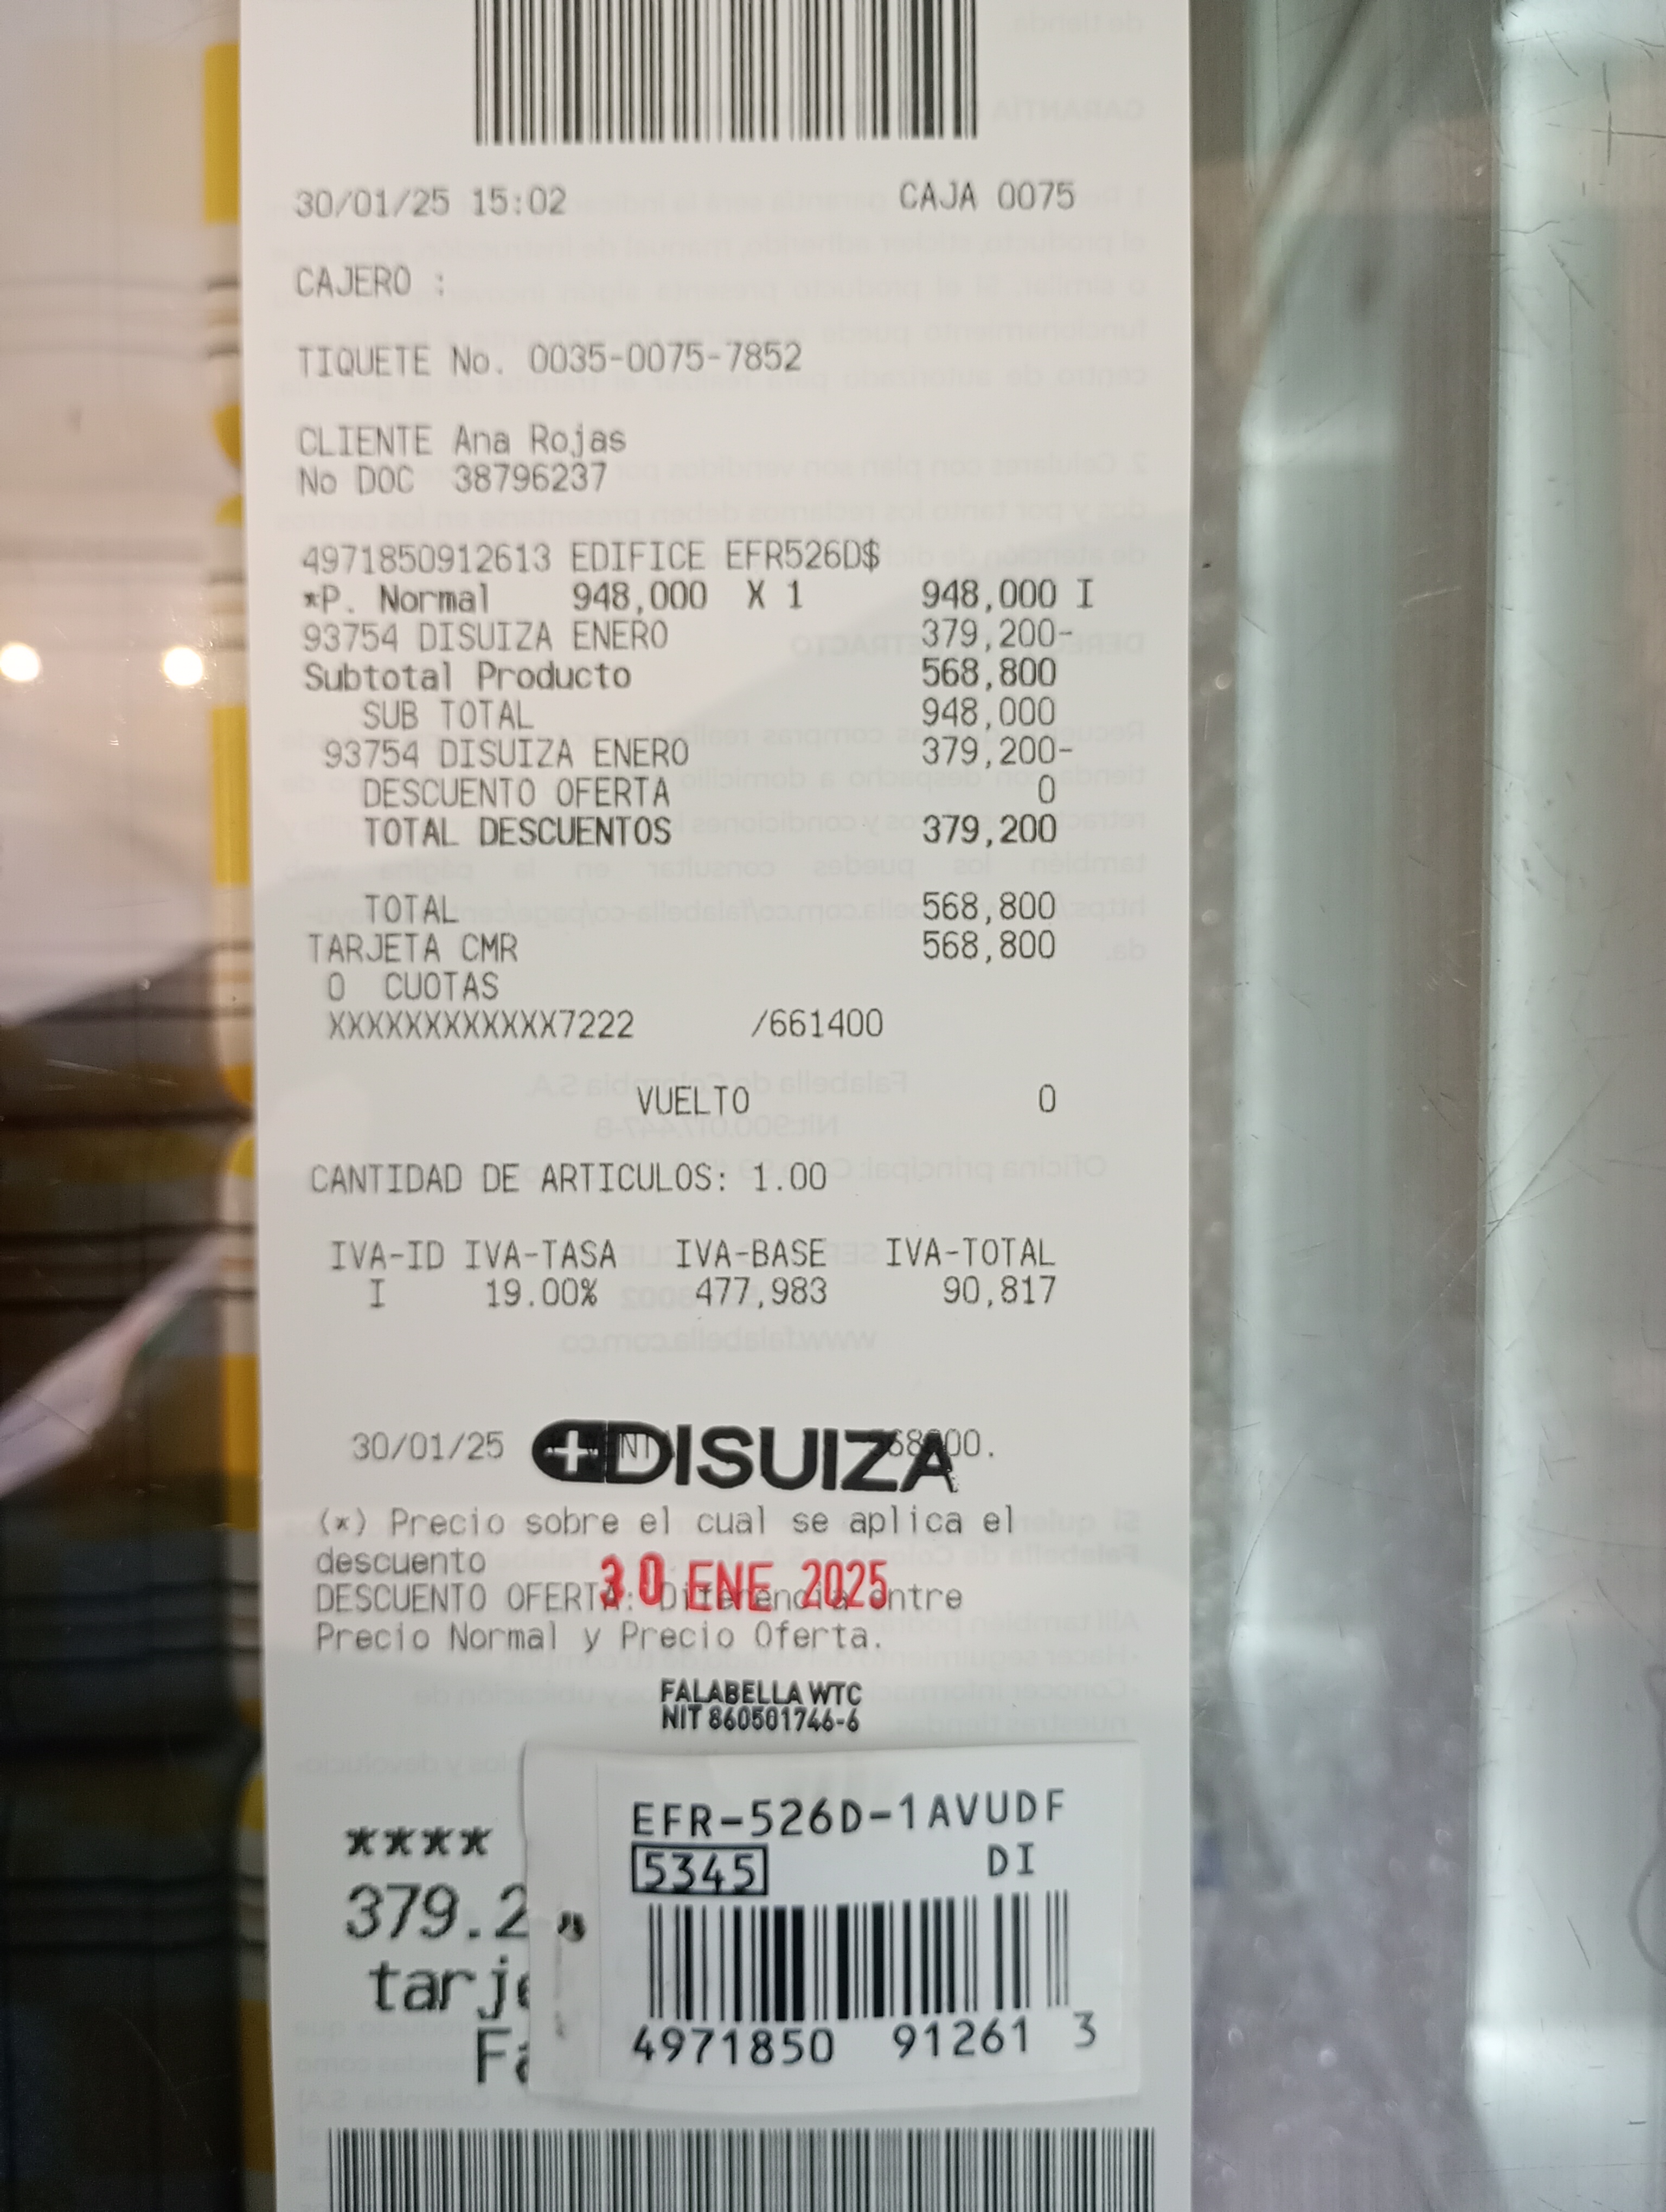 30/01/25 15:02 CAJA 0075
CAJERO :
TIQUETE No. 0035-0075-7852
CLIENTE Ana Rojas
No DOC 38796237
4971850912613 EDIFICE EFR526D$
*P. Normal 948,000 X 1 948,000 I
93754 DISUIZA ENERO 379,200-
Subtotal Producto 568,800
SUB TOTAL 948,000
93754 DISUIZA ENERO 379,200-
DESCUENTO OFERTA 0
TOTAL DESCUENTOS 379,200
TOTAL 568,800
TARJETA CMR 568,800
0 CUOTAS
XXXXXXXXXXXX7222 /661400
VUELTO 0
CANTIDAD DE ARTICULOS: 1.00
IVA-ID IVA-TASA IVA-BASE IVA-TOTAL
I 19.00% 477,983 90,817
30/01/25
DISUIZA
(*) Precio sobre el cual se aplica el
descuento
30 ENE 2025
DESCUENTO OFERTA: Diferencia entre
Precio Normal y Precio Oferta.
FALABELLA WTC
NIT 860501746-6
EFR-526D-1AVUDF
5345 DI
4971850 91261 3
****
379.2